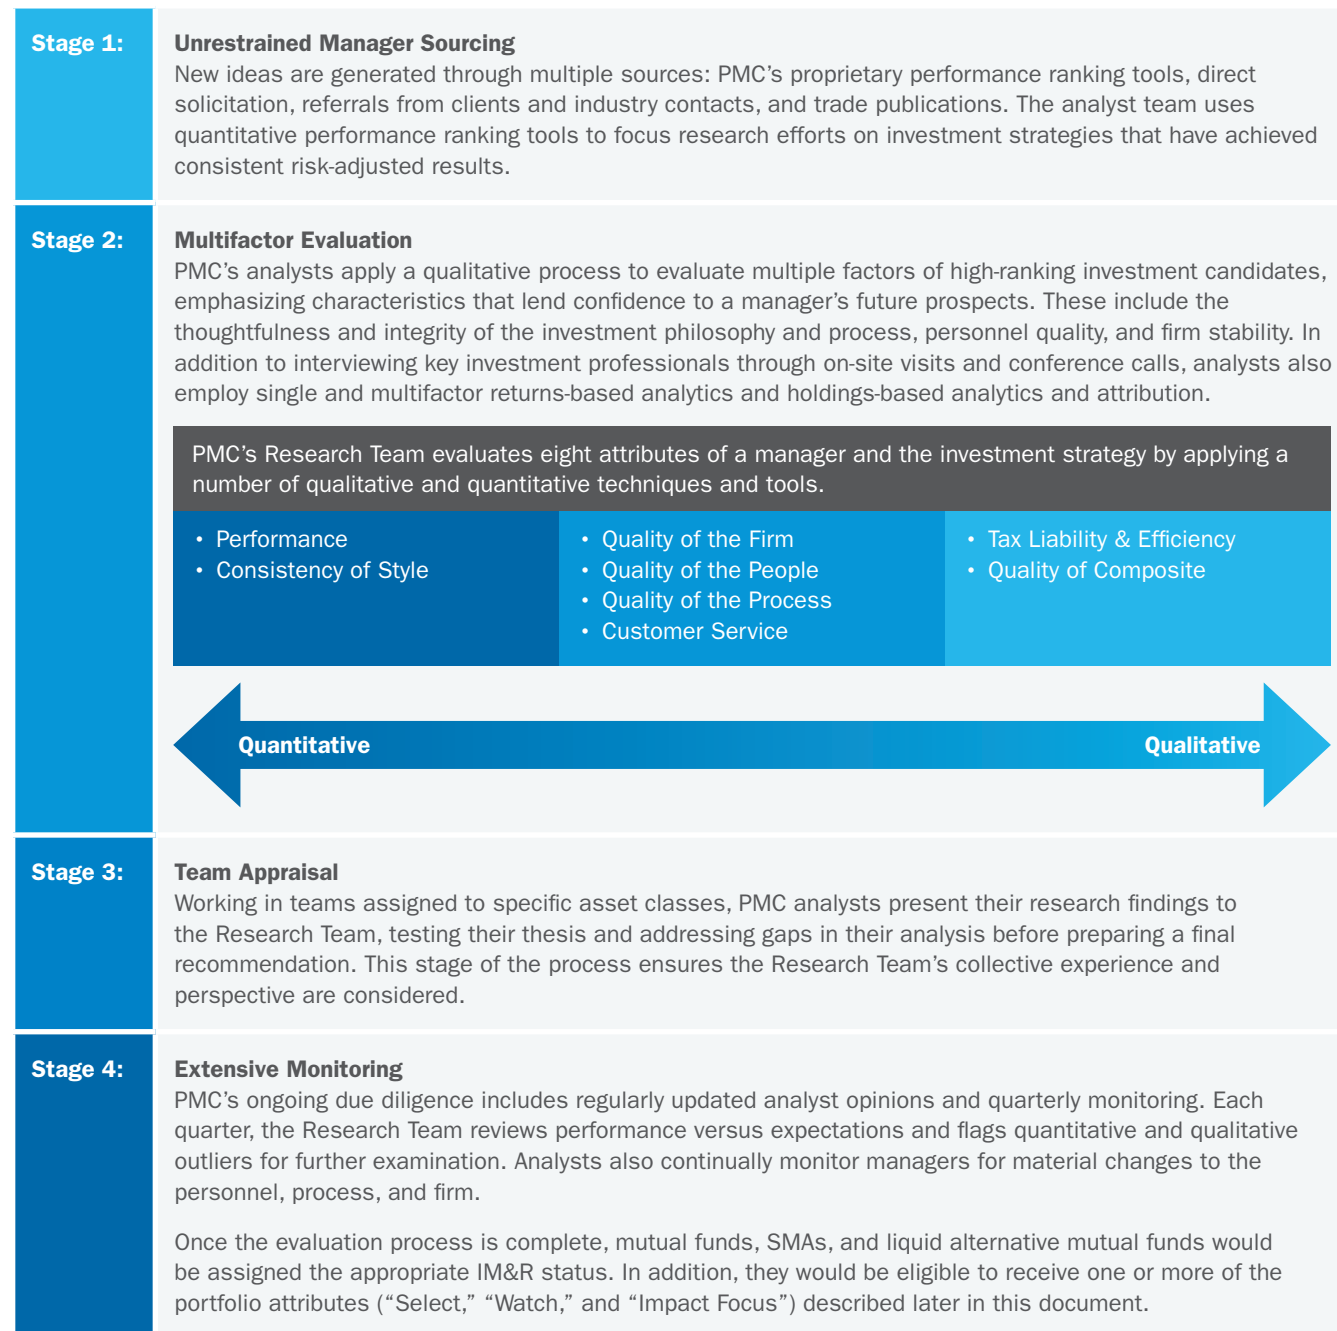 Stage 1:
Unrestrained Manager Sourcing
New ideas are generated through multiple sources: PMC’s proprietary performance ranking tools, direct
solicitation, referrals from clients and industry contacts, and trade publications. The analyst team uses
quantitative performance ranking tools to focus research efforts on investment strategies that have achieved
consistent risk-adjusted results.
Stage 2:
Multifactor Evaluation
PMC’s analysts apply a qualitative process to evaluate multiple factors of high-ranking investment candidates,
emphasizing characteristics that lend confidence to a manager’s future prospects. These include the
thoughtfulness and integrity of the investment philosophy and process, personnel quality, and firm stability. In
addition to interviewing key investment professionals through on-site visits and conference calls, analysts also
employ single and multifactor returns-based analytics and holdings-based analytics and attribution.
PMC’s Research Team evaluates eight attributes of a manager and the investment strategy by applying a
number of qualitative and quantitative techniques and tools.
• Performance
• Consistency of Style
• Quality of the Firm
• Quality of the People
• Quality of the Process
• Customer Service
• Tax Liability & Efficiency
• Quality of Composite
Quantitative
Qualitative
Stage 3:
Team Appraisal
Working in teams assigned to specific asset classes, PMC analysts present their research findings to
the Research Team, testing their thesis and addressing gaps in their analysis before preparing a final
recommendation. This stage of the process ensures the Research Team’s collective experience and
perspective are considered.
Stage 4:
Extensive Monitoring
PMC’s ongoing due diligence includes regularly updated analyst opinions and quarterly monitoring. Each
quarter, the Research Team reviews performance versus expectations and flags quantitative and qualitative
outliers for further examination. Analysts also continually monitor managers for material changes to the
personnel, process, and firm.
Once the evaluation process is complete, mutual funds, SMAs, and liquid alternative mutual funds would
be assigned the appropriate IM&R status. In addition, they would be eligible to receive one or more of the
portfolio attributes (“Select,” “Watch,” and “Impact Focus”) described later in this document.